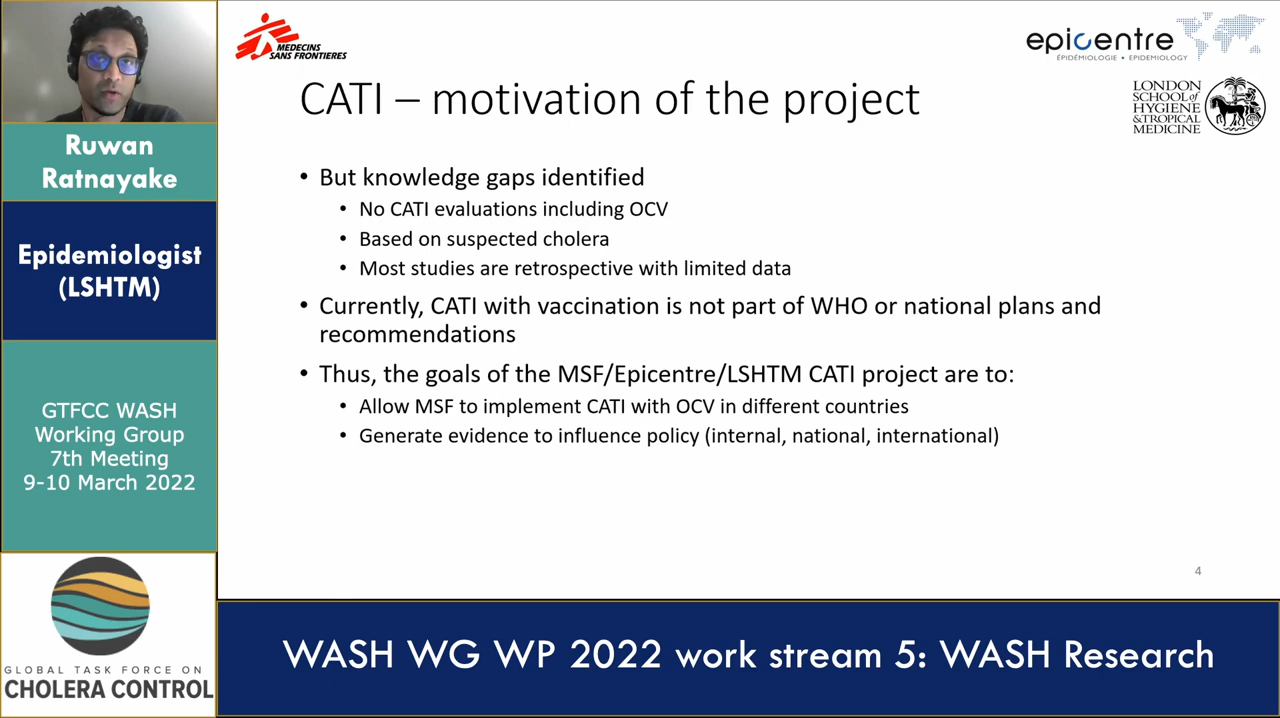 MEDECINS
SANS FRONTIERES
epicentre
ÉPIDÉMIOLOGIE • EPIDEMIOLOGY
LONDON
SCHOOL of
HYGIENE
& TROPICAL
MEDICINE
CATI – motivation of the project
Ruwan
Ratnayake
Epidemiologist
(LSHTM)
GTFCC WASH
Working Group
7th Meeting
9-10 March 2022
GLOBAL TASK FORCE ON
CHOLERA CONTROL
• But knowledge gaps identified
• No CATI evaluations including OCV
• Based on suspected cholera
• Most studies are retrospective with limited data
• Currently, CATI with vaccination is not part of WHO or national plans and
recommendations
• Thus, the goals of the MSF/Epicentre/LSHTM CATI project are to:
• Allow MSF to implement CATI with OCV in different countries
• Generate evidence to influence policy (internal, national, international)
4
WASH WG WP 2022 work stream 5: WASH Research